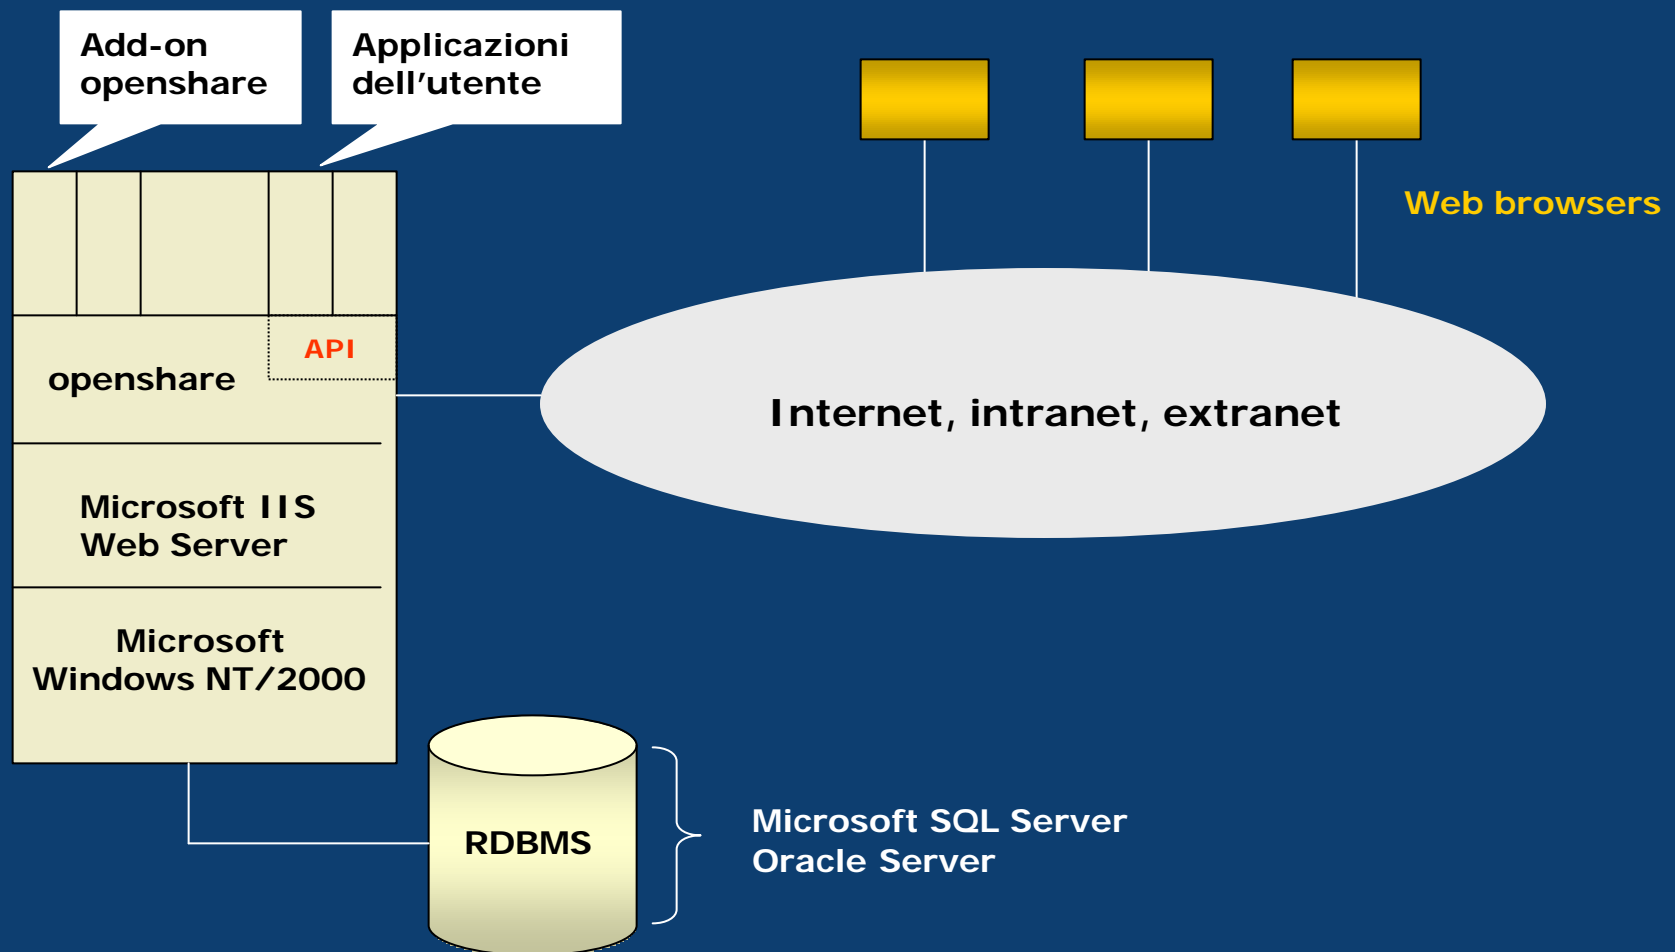 Add-on
openshare
Applicazioni
dell'utente
Web browsers
API
openshare
Internet, intranet, extranet
Microsoft IIS
Web Server
Microsoft
Windows NT/2000
RDBMS
Microsoft SQL Server
Oracle Server